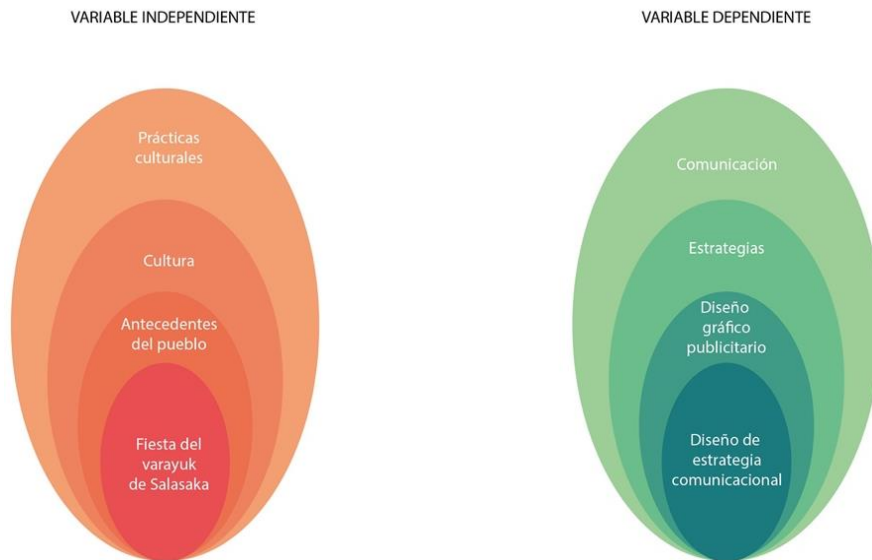 VARIABLE INDEPENDIENTE
Prácticas
culturales
Cultura
Antecedentes
del pueblo
Fiesta del
varayuk
de Salasaka
VARIABLE DEPENDIENTE
Comunicación
Estrategias
Diseño
gráfico
publicitario
Diseño de
estrategia
comunicacional